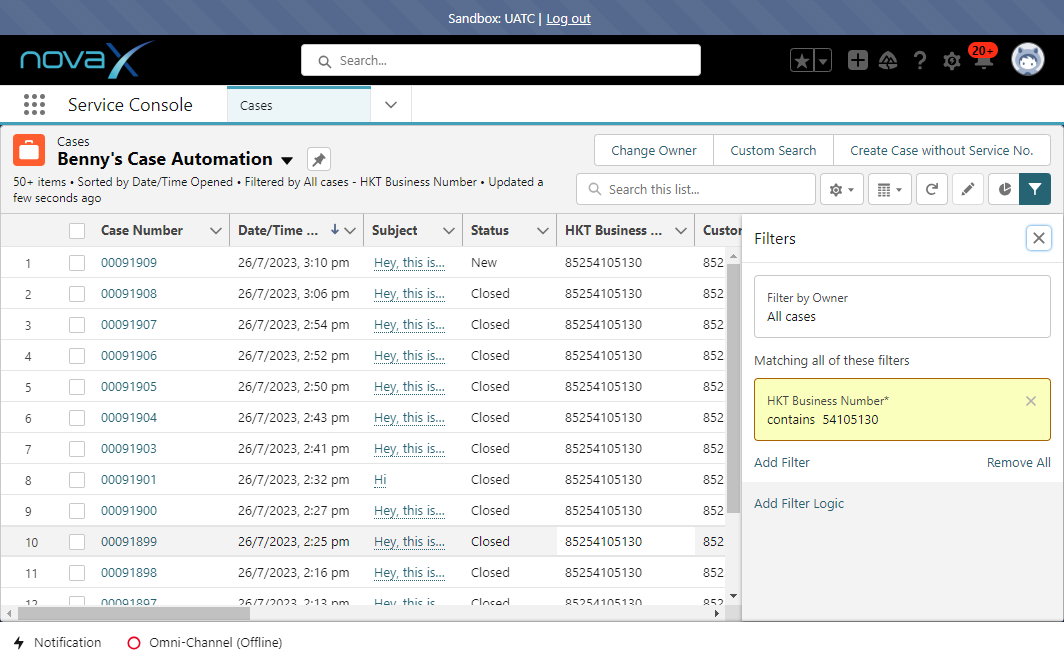 Sandbox: UATC | Log out
novax
Search...
20+
Service Console
Cases
Cases
Benny's Case Automation
50+ items • Sorted by Date/Time Opened • Filtered by All cases - HKT Business Number • Updated a
few seconds ago
Change Owner Custom Search Create Case without Service No.
Search this list...
Case Number Date/Time ... Subject Status HKT Business ... Custor
1 00091909 26/7/2023, 3:10 pm Hey, this is... New 85254105130 852
2 00091908 26/7/2023, 3:06 pm Hey, this is... Closed 85254105130 852
3 00091907 26/7/2023, 2:54 pm Hey, this is... Closed 85254105130 852
4 00091906 26/7/2023, 2:52 pm Hey, this is... Closed 85254105130 852
5 00091905 26/7/2023, 2:50 pm Hey, this is... Closed 85254105130 852
6 00091904 26/7/2023, 2:43 pm Hey, this is... Closed 85254105130 852
7 00091903 26/7/2023, 2:41 pm Hey, this is... Closed 85254105130 852
8 00091901 26/7/2023, 2:32 pm Hi Closed 85254105130 852
9 00091900 26/7/2023, 2:27 pm Hey, this is... Closed 85254105130 852
10 00091899 26/7/2023, 2:25 pm Hey, this is... Closed 85254105130 852
11 00091898 26/7/2023, 2:16 pm Hey, this is... Closed 85254105130 852
12 00091897 26/7/2023, 2:13 pm Hey, this is... Closed 85254105130 852
Filters
Filter by Owner
All cases
Matching all of these filters
HKT Business Number*
contains 54105130
Add Filter Remove All
Add Filter Logic
Notification Omni-Channel (Offline)